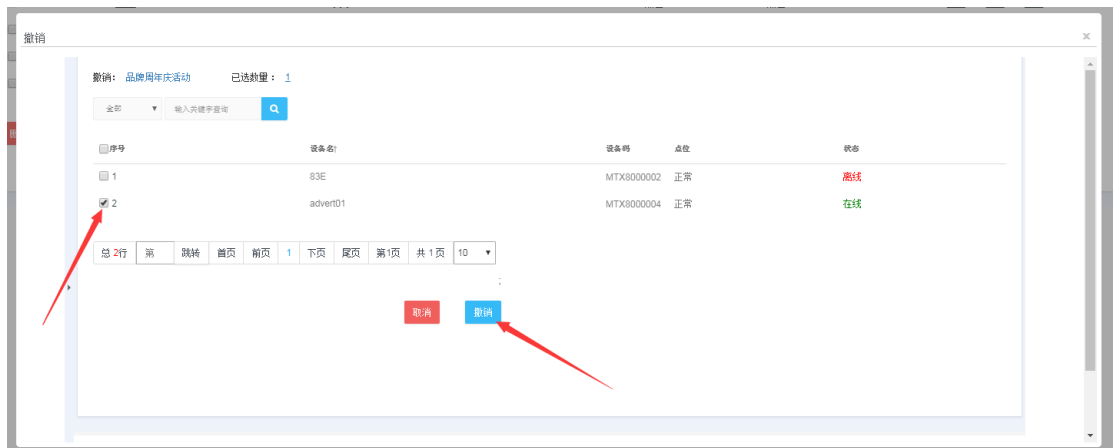 撤销
撤销： 品牌周年庆活动 已选数量： 1
全部 输入关键字查询
序号 设备名↑ 设备码 点位 状态
1 83E MTX8000002 正常 离线
2 advert01 MTX8000004 正常 在线
总 2行 第 跳转 首页 前页 1 下页 尾页 第1页 共 1 页 10
;
取消 撤销